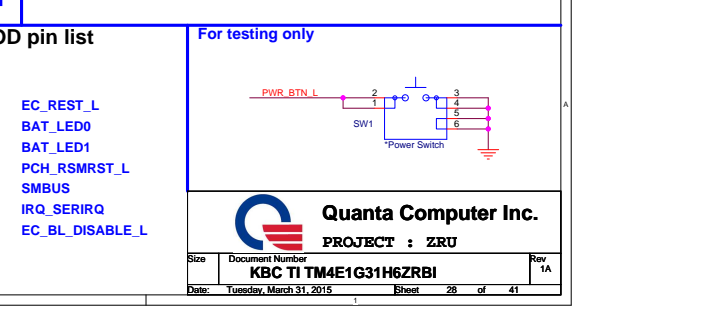 OD pin list
For testing only
PWR_BTN_L
2
1
3
4
5
6
SW1
*Power Switch
A
EC_REST_L
BAT_LED0
BAT_LED1
PCH_RSMRST_L
SMBUS
IRQ_SERIRQ
EC_BL_DISABLE_L
Quanta Computer Inc.
PROJECT : ZRU
Size Document Number Rev
KBC TI TM4E1G31H6ZRBI 1A
Date: Tuesday, March 31, 2015 Sheet 28 of 41
1